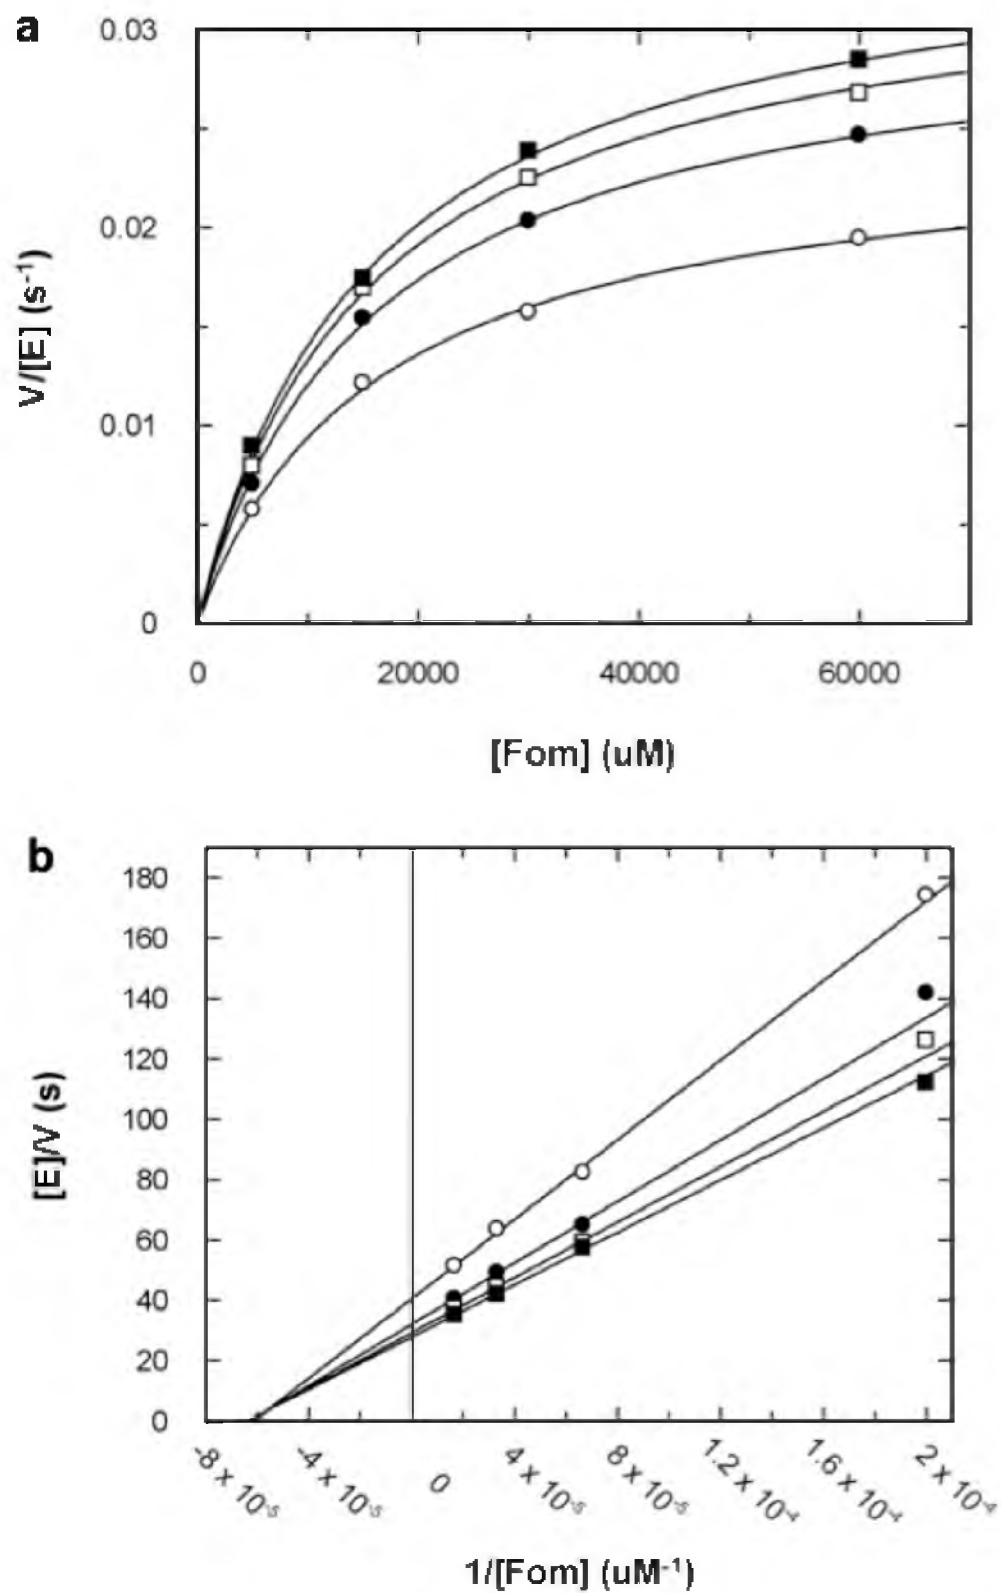 a
0.03
0.02
0.01
0
V/[E] (s⁻¹)
0 20000 40000 60000
[Fom] (uM)
b
180
160
140
120
100
80
60
40
20
0
[E]/V (s)
-8 x 10⁻⁵ -4 x 10⁻⁵ 0 4 x 10⁻⁵ 8 x 10⁻⁵ 1.2 x 10⁻⁴ 1.6 x 10⁻⁴ 2 x 10⁻⁴
1/[Fom] (uM⁻¹)